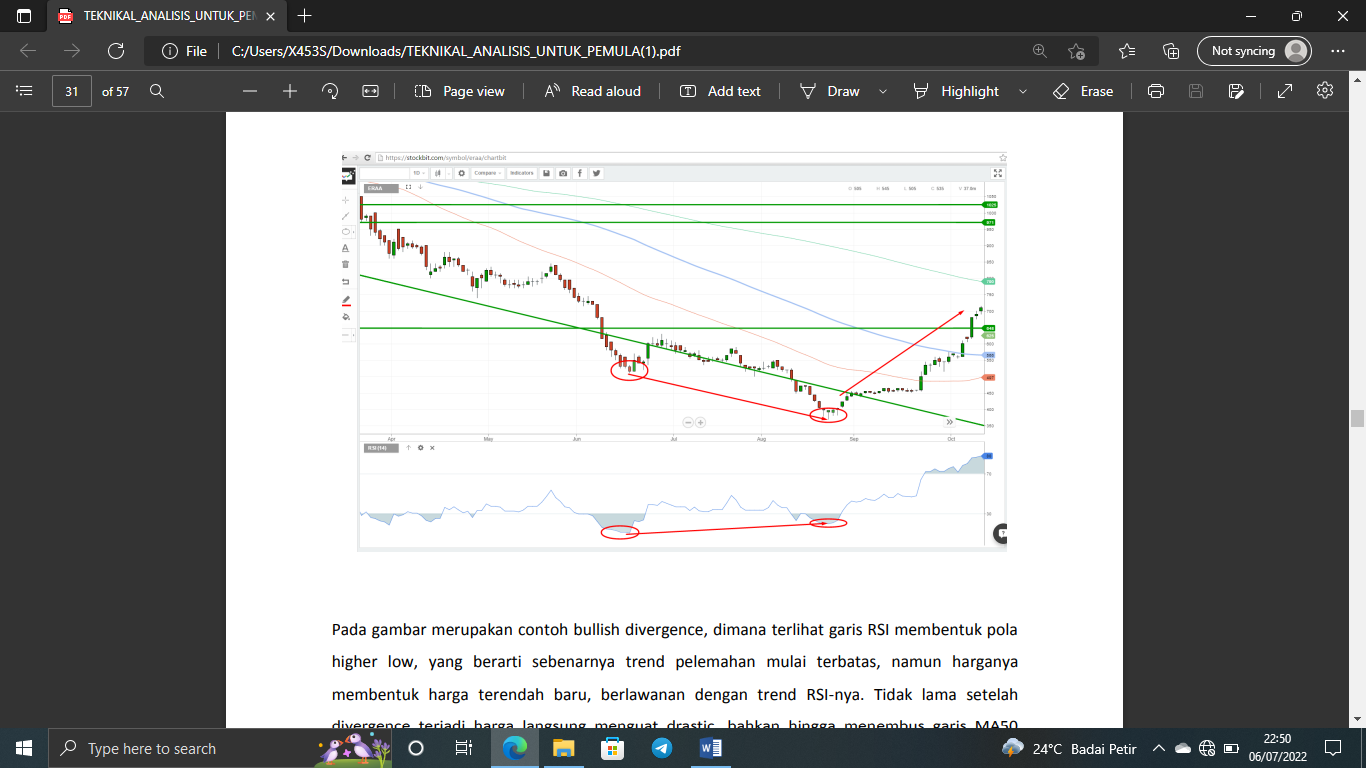 TEKNIKAL_ANALISIS_UNTUK_PEM
File
C:/Users/X453S/Downloads/TEKNIKAL_ANALISIS_UNTUK_PEMULA(1).pdf
Not syncing
31 of 57
Page view
Read aloud
Add text
Draw
Highlight
Erase
https://stockbit.com/symbol/eraa/chartbit
Compare
Indicators
ERAA
1000
Apr May Jun Jul Aug Sep Oct
RSI (14)
70
30
Pada gambar merupakan contoh bullish divergence, dimana terlihat garis RSI membentuk pola
higher low, yang berarti sebenarnya trend pelemahan mulai terbatas, namun harganya
membentuk harga terendah baru, berlawanan dengan trend RSI-nya. Tidak lama setelah
divergence terjadi harga langsung menguat drastic, bahkan hingga menembus garis MA50
Type here to search
24°C Badai Petir
22:50
06/07/2022